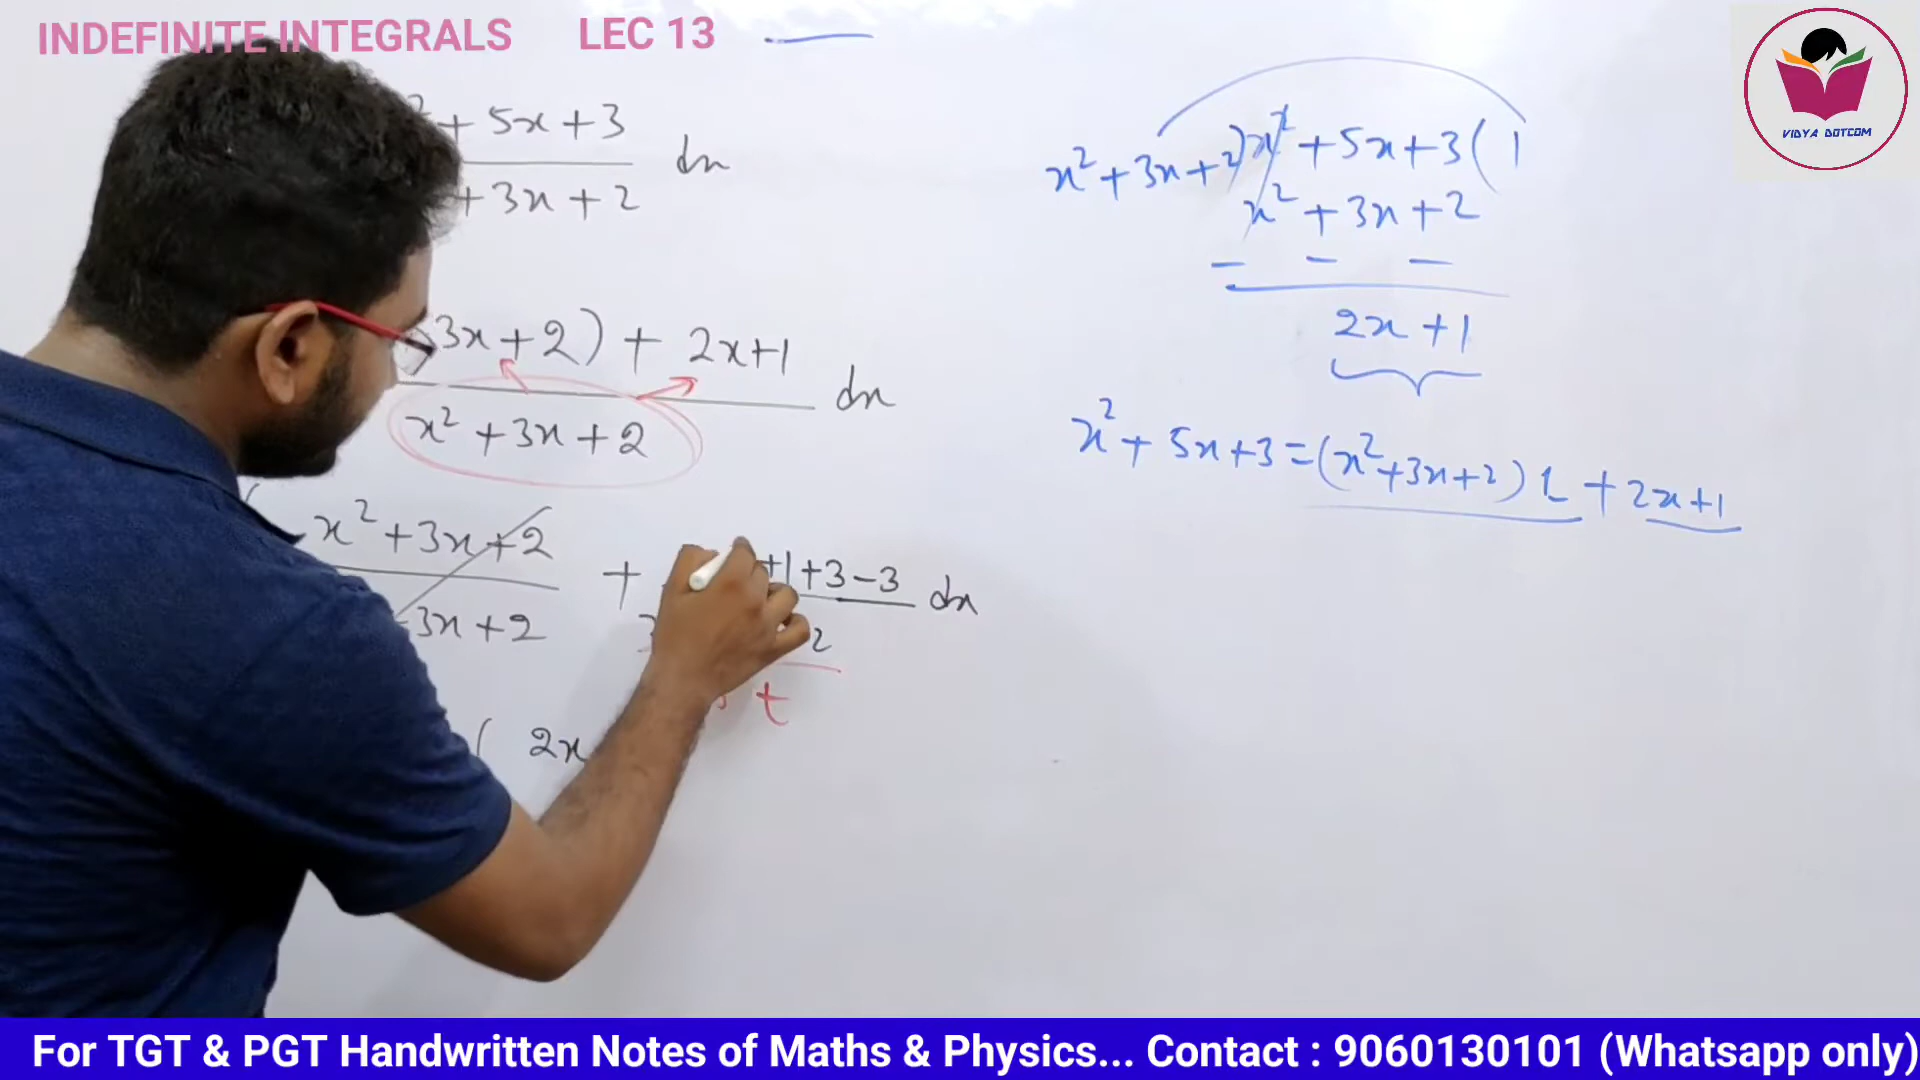 INDEFINITE INTEGRALS LEC 13
VIDYA DOTCOM
+ 5x + 3
dx
+ 3x + 2
3x + 2) + 2x+1
dx
x² + 3x + 2
x² + 3x + 2
+ +1 + 3 - 3 dx
3x + 2
2
t
( 2x
x² + 3x + 2) x² + 5x + 3 ( 1
x² + 3x + 2
- - -
2x + 1
x² + 5x + 3 = (x² + 3x + 2) 1 + 2x + 1
For TGT & PGT Handwritten Notes of Maths & Physics... Contact : 9060130101 (Whatsapp only)